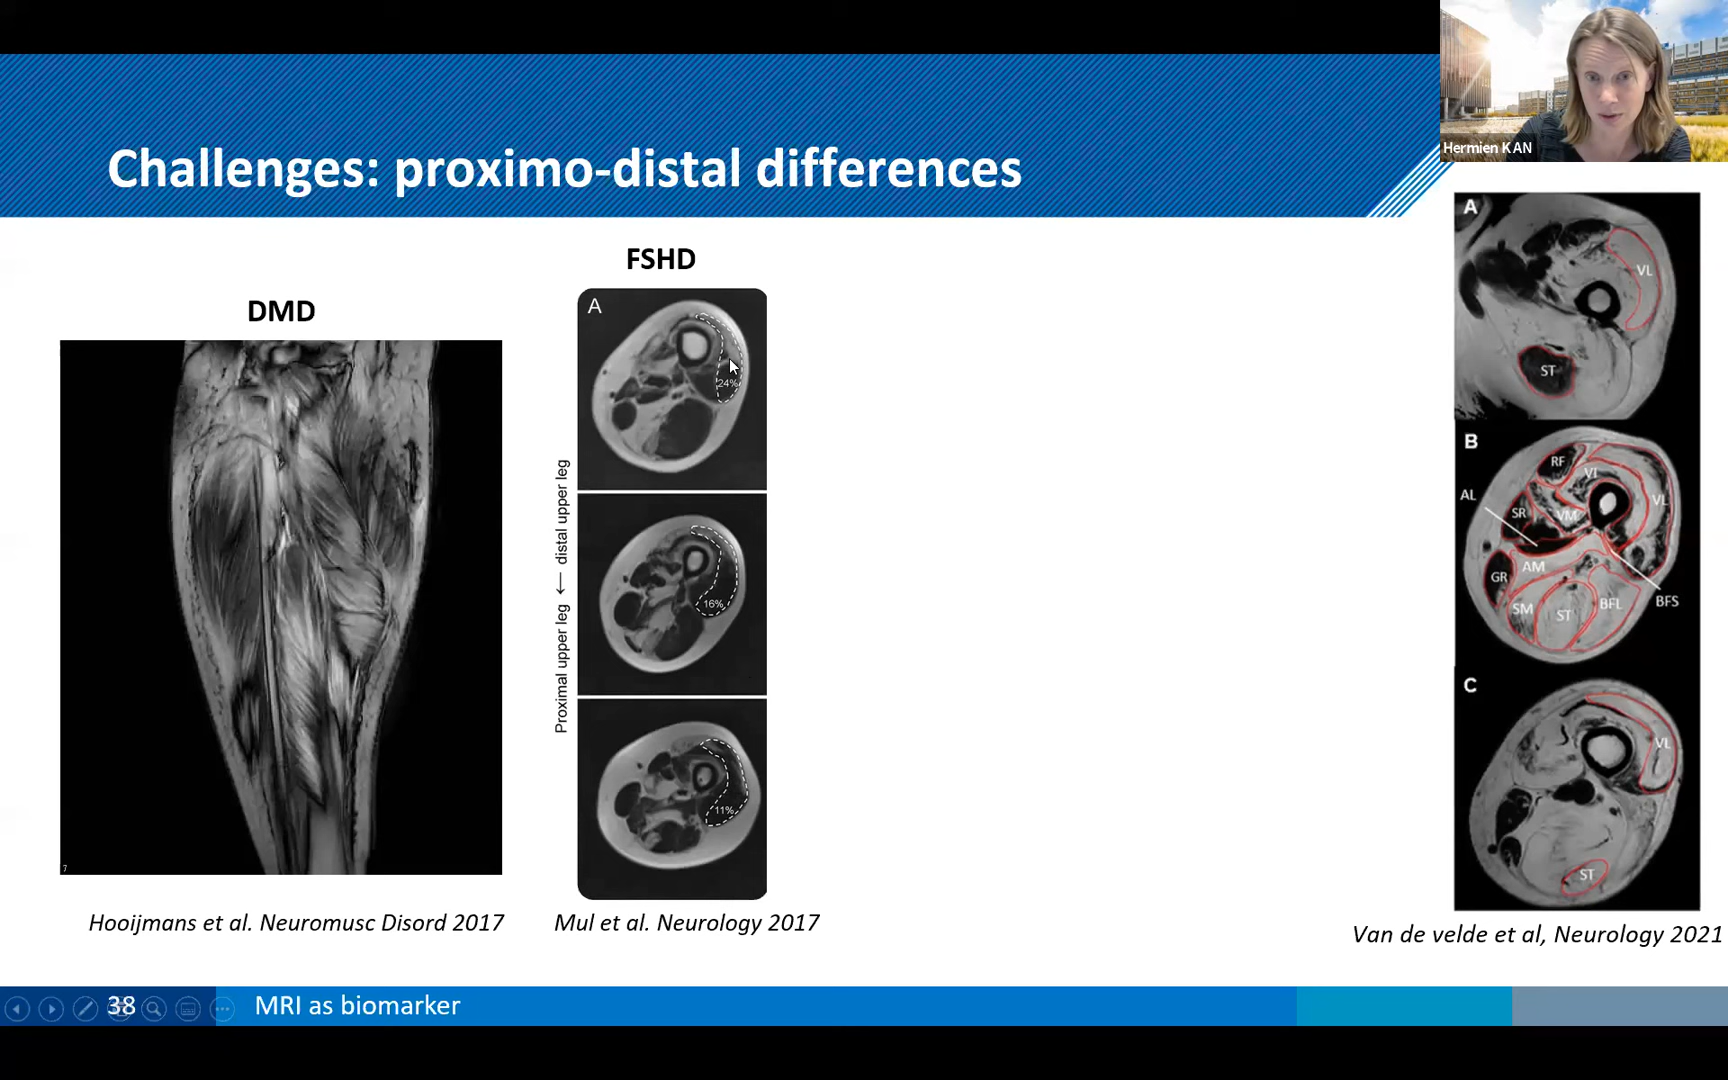 Hermien KAN
Challenges: proximo-distal differences
DMD
7
Hooijmans et al. Neuromusc Disord 2017
FSHD
A
24%
16%
11%
Proximal upper leg ← distal upper leg
Mul et al. Neurology 2017
A
VL
ST
B
RF
VI
AL
SR
VM
VL
GR
AM
SM
ST
BFL
BFS
C
VL
ST
Van de velde et al, Neurology 2021
38
MRI as biomarker